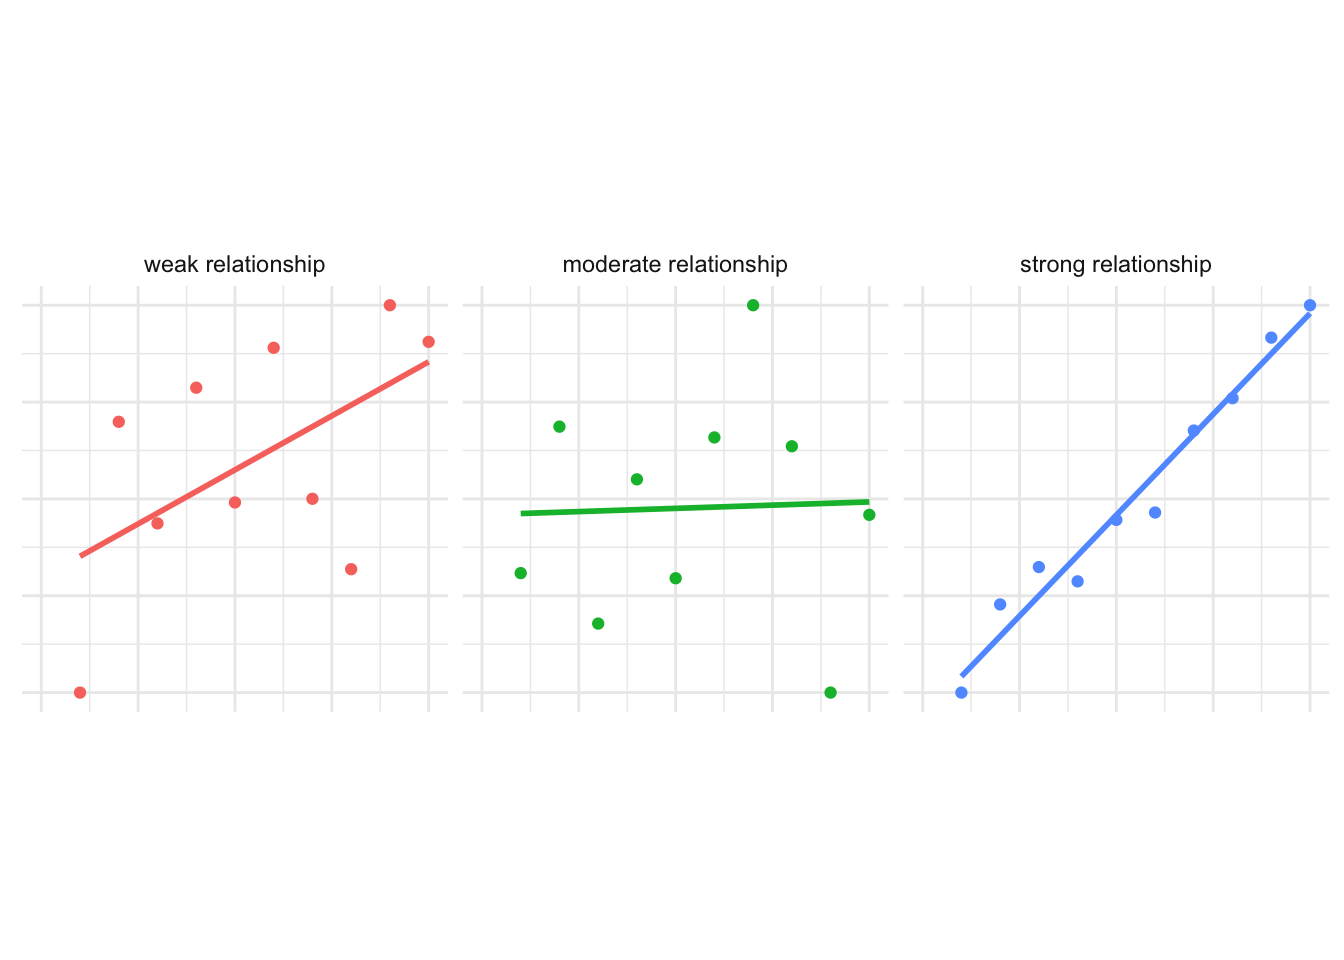 weak relationship
moderate relationship
strong relationship